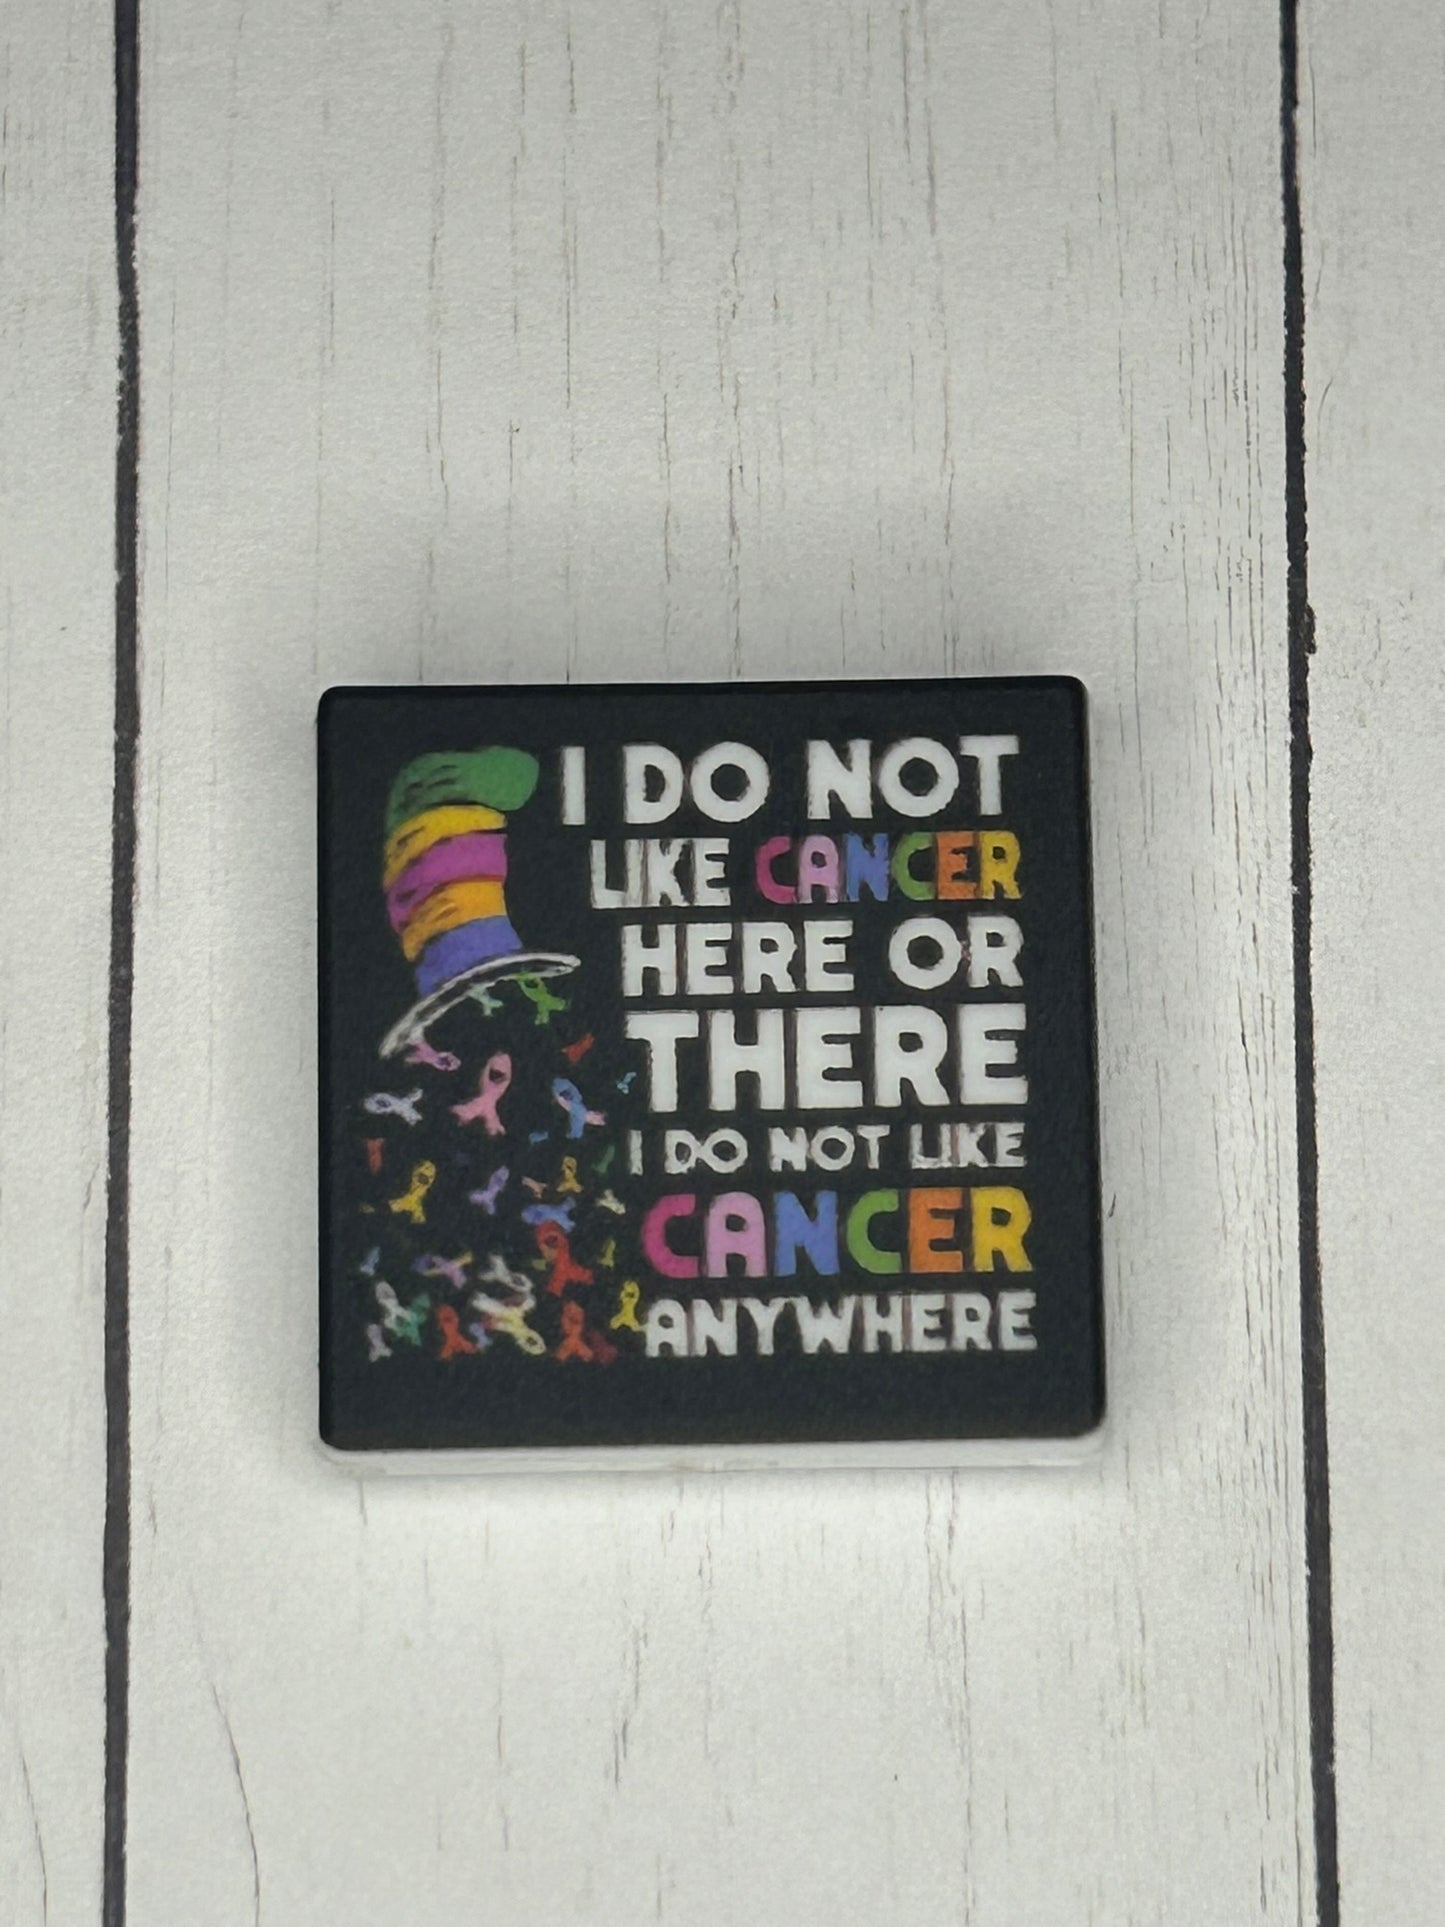 I DO NOT
LIKE CANCER
HERE OR
THERE
I DO NOT LIKE
CANCER
ANYWHERE